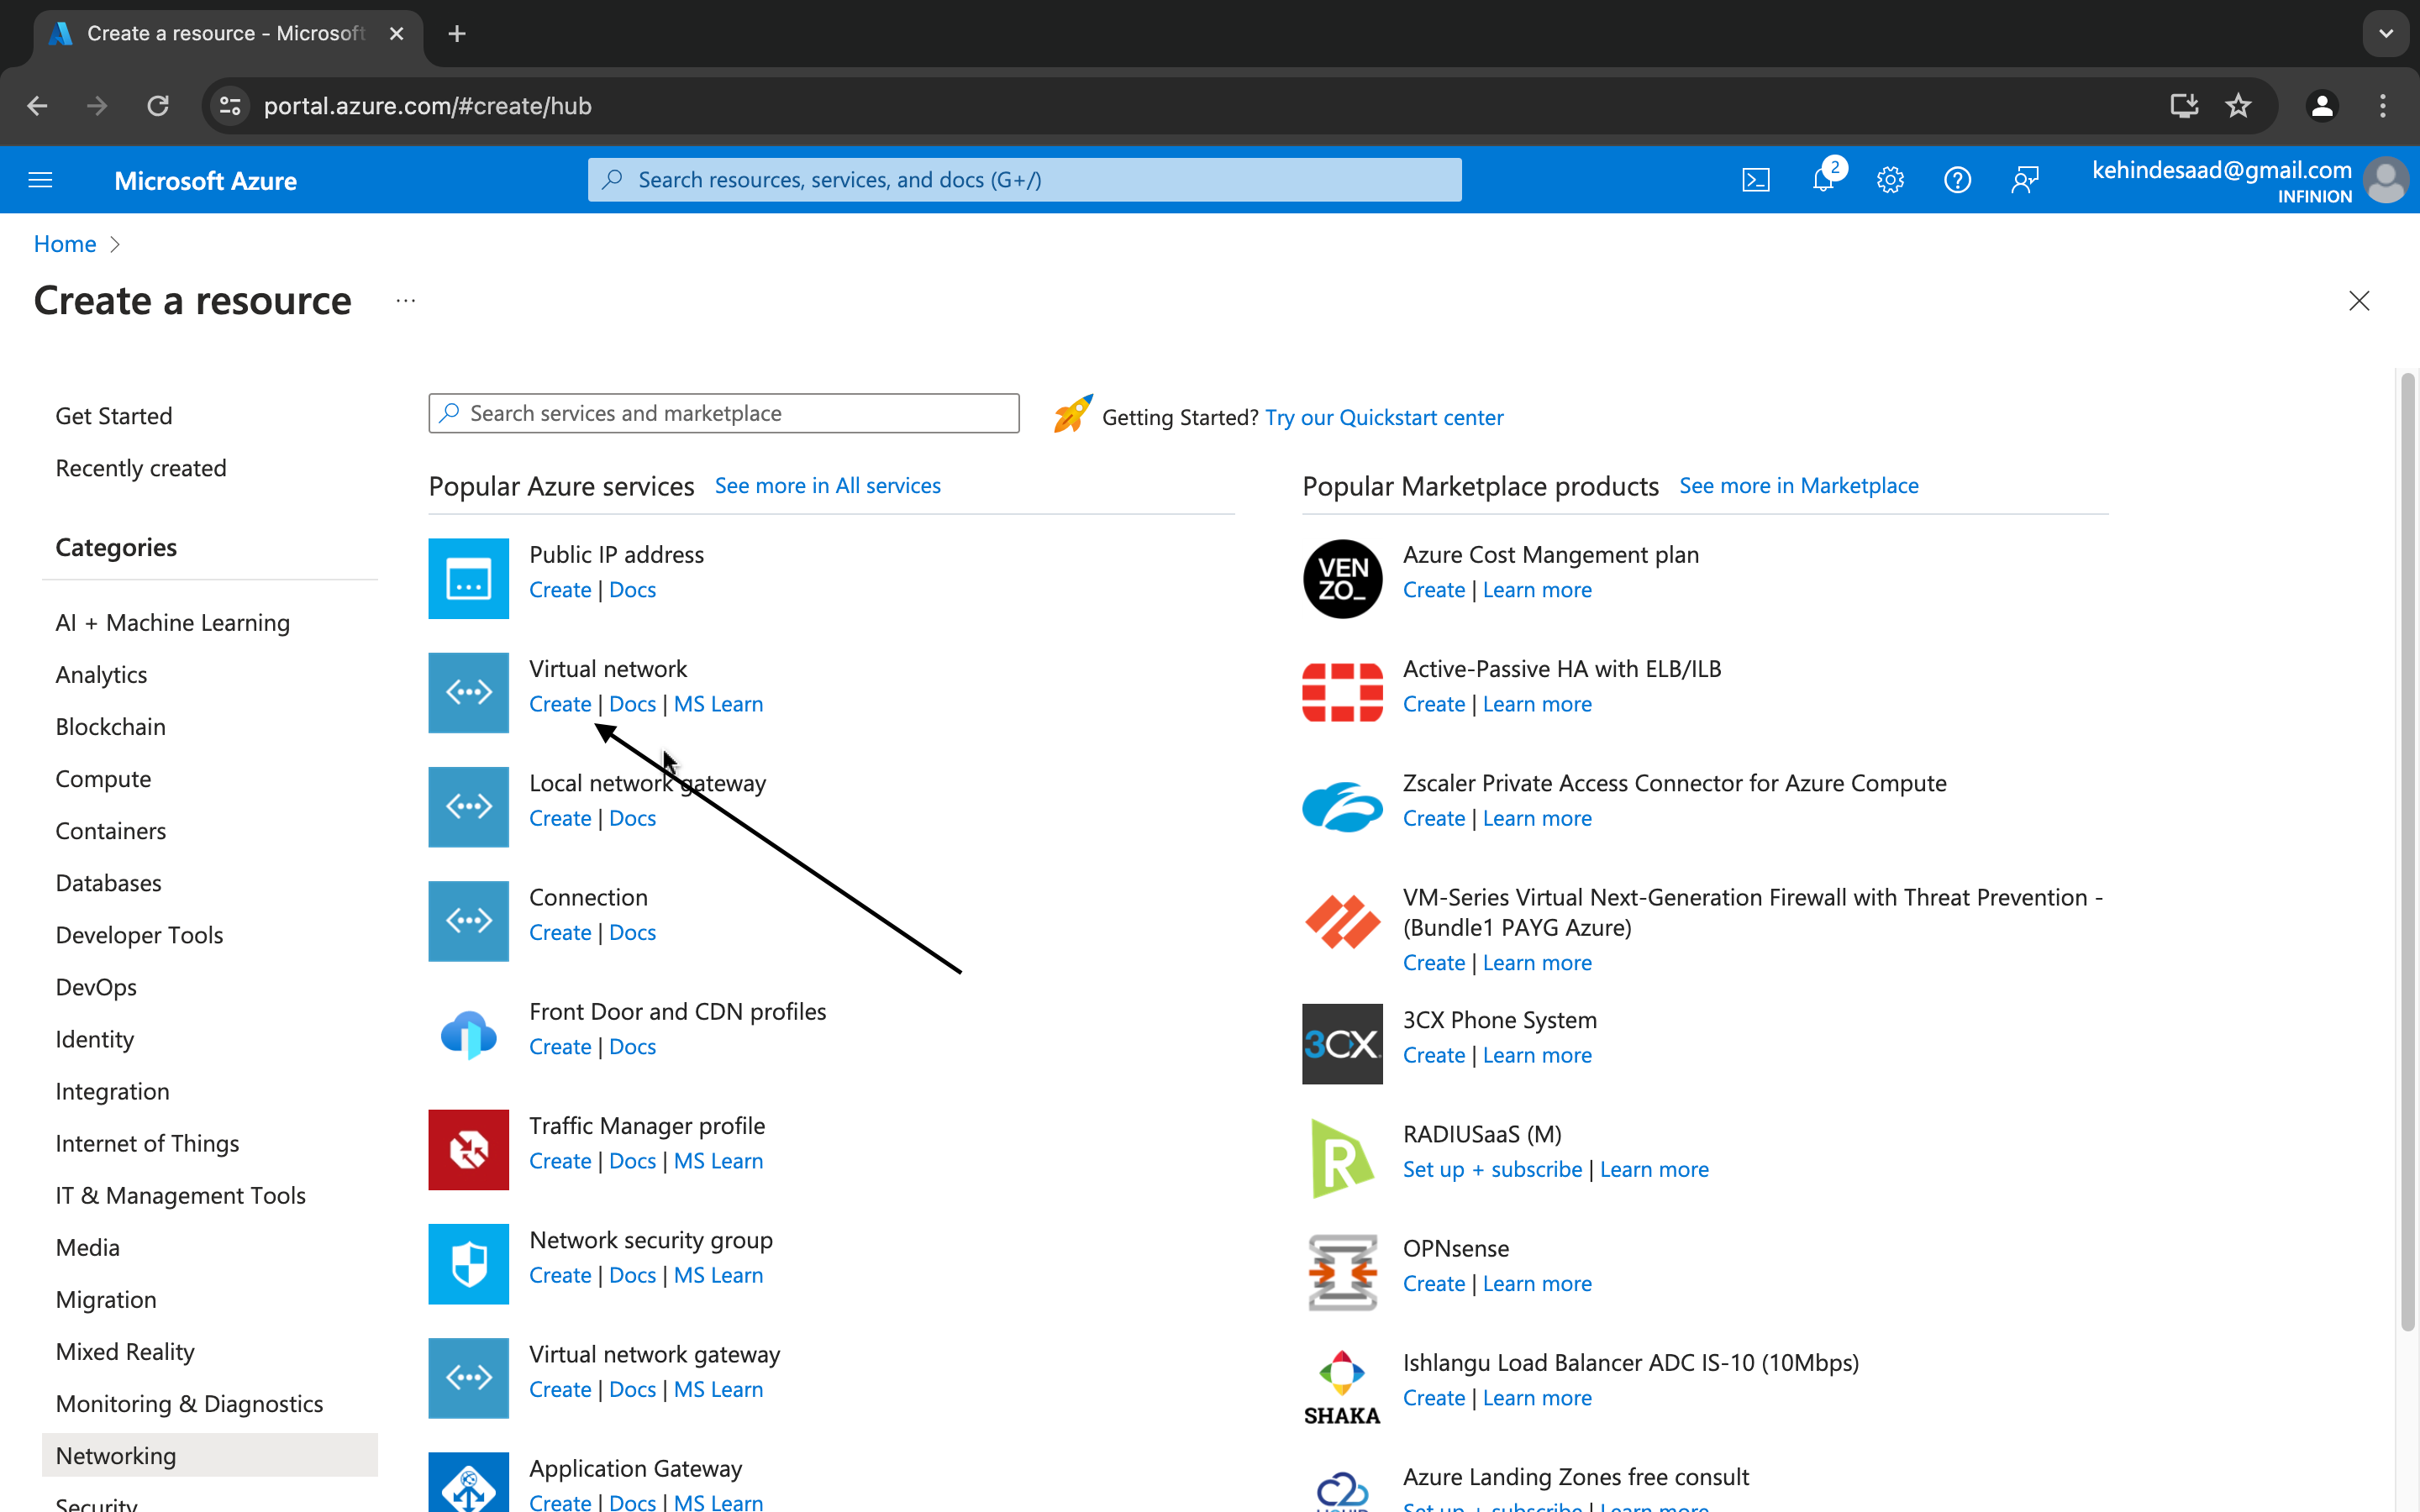 Create a resource - Microsoft
portal.azure.com/#create/hub
Microsoft Azure
Search resources, services, and docs (G+/)
2
kehindesaad@gmail.com
INFINION
Home
Create a resource
Get Started
Recently created
Categories
AI + Machine Learning
Analytics
Blockchain
Compute
Containers
Databases
Developer Tools
DevOps
Identity
Integration
Internet of Things
IT & Management Tools
Media
Migration
Mixed Reality
Monitoring & Diagnostics
Networking
Security
Search services and marketplace
Getting Started? Try our Quickstart center
Popular Azure services See more in All services
Public IP address
Create | Docs
Virtual network
Create | Docs | MS Learn
Local network gateway
Create | Docs
Connection
Create | Docs
Front Door and CDN profiles
Create | Docs
Traffic Manager profile
Create | Docs | MS Learn
Network security group
Create | Docs | MS Learn
Virtual network gateway
Create | Docs | MS Learn
Application Gateway
Create | Docs | MS Learn
Popular Marketplace products See more in Marketplace
VEN
ZO_
Azure Cost Mangement plan
Create | Learn more
Active-Passive HA with ELB/ILB
Create | Learn more
Zscaler Private Access Connector for Azure Compute
Create | Learn more
VM-Series Virtual Next-Generation Firewall with Threat Prevention -
(Bundle1 PAYG Azure)
Create | Learn more
3CX
3CX Phone System
Create | Learn more
R
RADIUSaaS (M)
Set up + subscribe | Learn more
OPNsense
Create | Learn more
SHAKA
Ishlangu Load Balancer ADC IS-10 (10Mbps)
Create | Learn more
Azure Landing Zones free consult
Set up + subscribe | Learn more